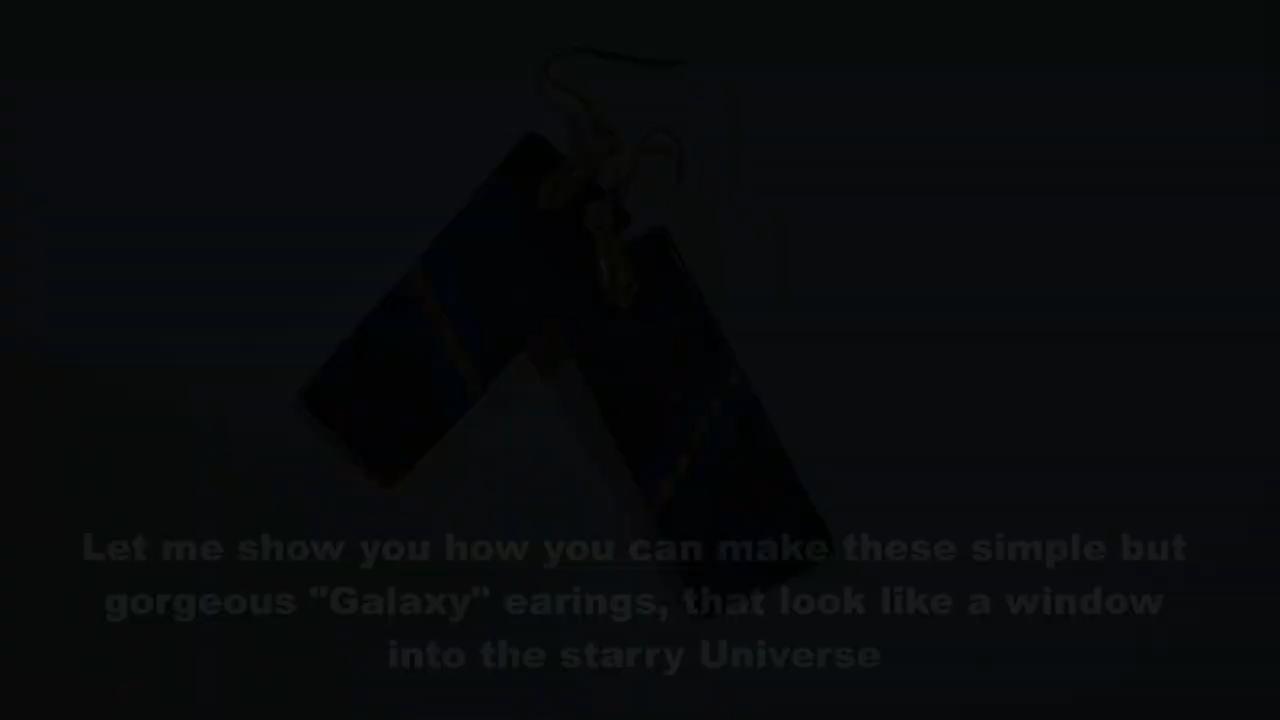 Let me show you how you can make these simple but
gorgeous "Galaxy" earings, that look like a window
into the starry Universe